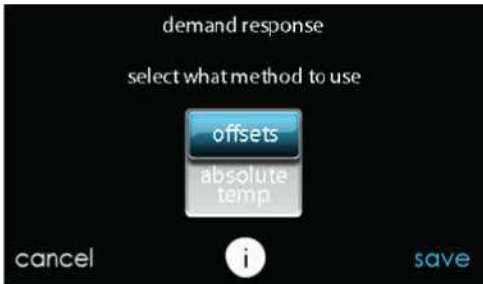 demand response
select what method to use
offsets
absolute
temp
cancel
i
save